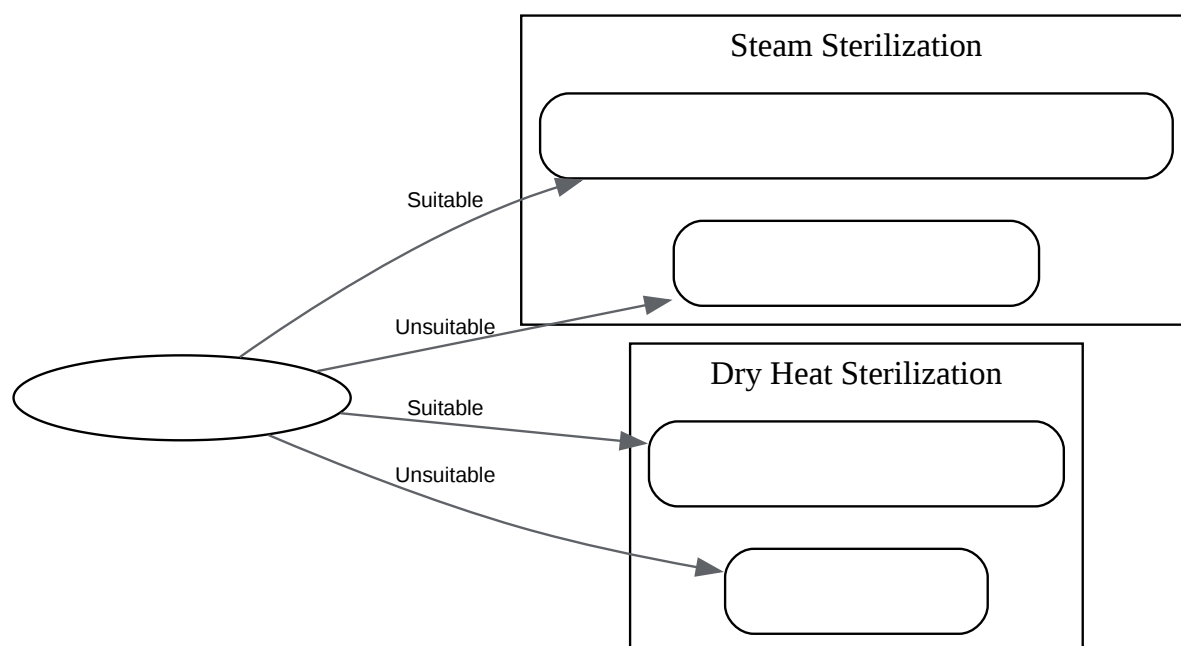 Steam Sterilization
Suitable
Unsuitable
Dry Heat Sterilization
Suitable
Unsuitable